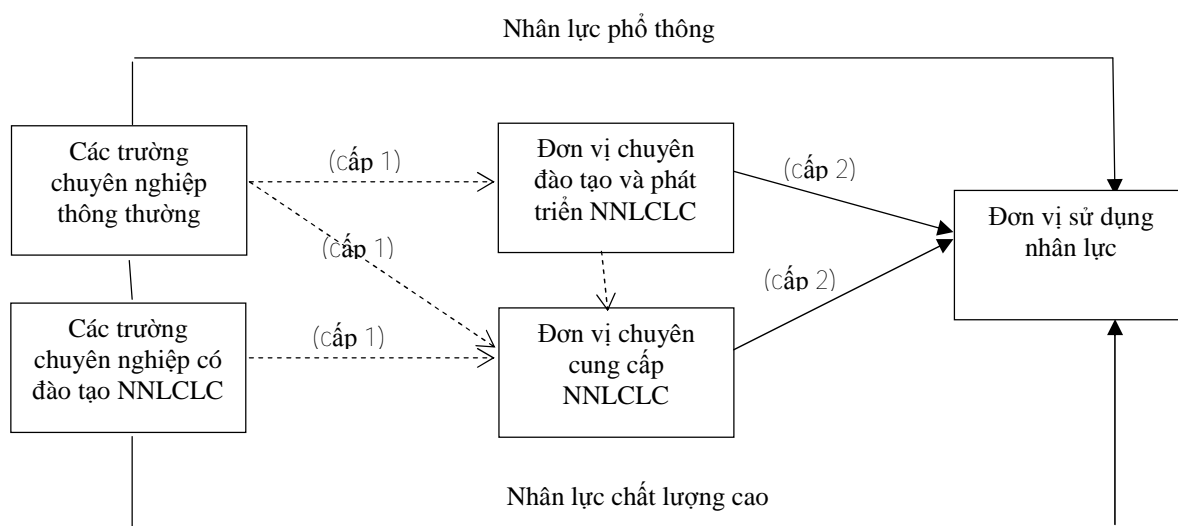 Nhân lực phổ thông
Các trường
chuyên nghiệp
thông thường
(cấp 1)
Đơn vị chuyên
đào tạo và phát
triển NNLCLC
(cấp 2)
Đơn vị sử dụng
nhân lực
(cấp 1)
(cấp 2)
Các trường
chuyên nghiệp có
đào tạo NNLCLC
(cấp 1)
Đơn vị chuyên
cung cấp
NNLCLC
Nhân lực chất lượng cao